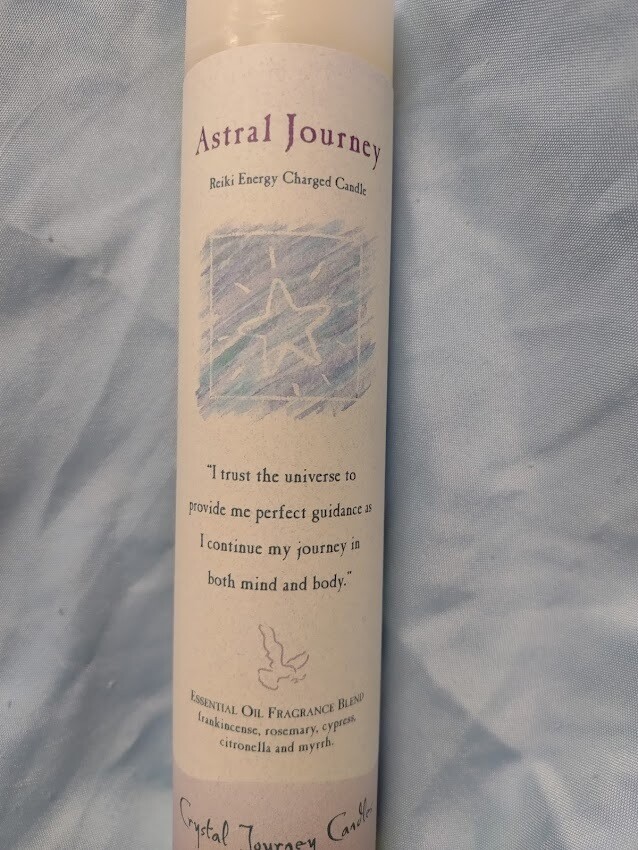 Astral Journey
Reiki Energy Charged Candle
"I trust the universe to
provide me perfect guidance as
I continue my journey in
both mind and body."
Essential Oil Fragrance Blend
frankincense, rosemary, cypress,
citronella and myrrh.
Crystal Journey Candles